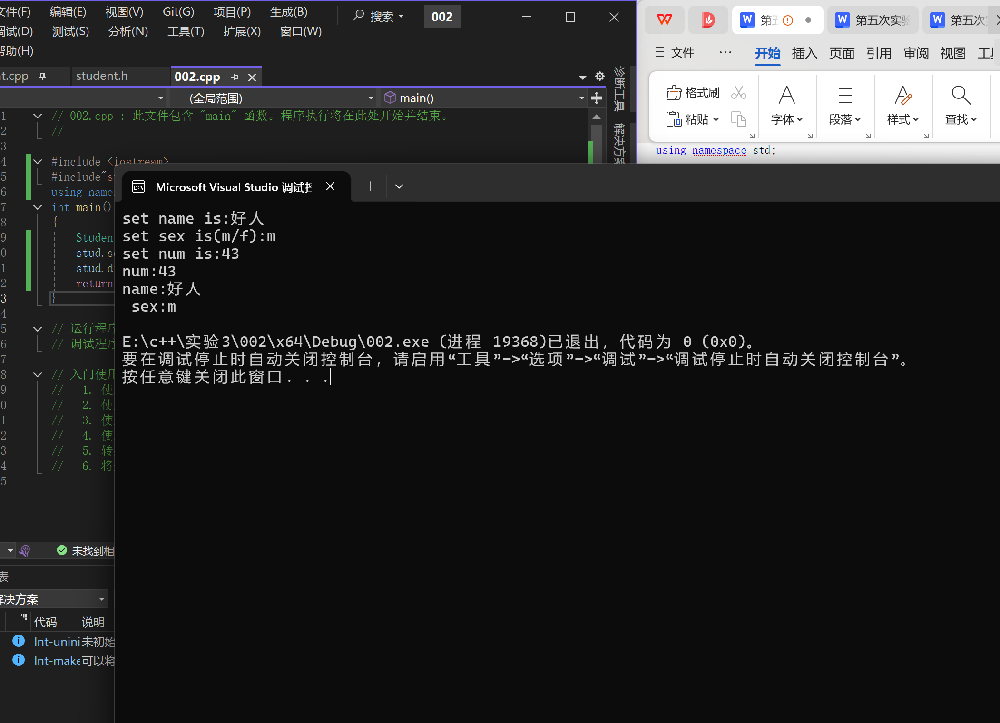 文件(F) 编辑(E) 视图(V) Git(G) 项目(P) 生成(B) 搜索 002
调试(D) 测试(S) 分析(N) 工具(T) 扩展(X) 窗口(W)
帮助(H)
t.cpp student.h 002.cpp
(全局范围) main()
诊断工具
解决方案
1 // 002.cpp : 此文件包含 "main" 函数。程序执行将在此处开始并结束。
2 //
3
4 #include <iostream>
5 #include"s
6 using name
7 int main()
8 {
9 Studen
0 stud.s
1 stud.d
2 return
3 }
4
5 // 运行程序
6 // 调试程序
7
8 // 入门使用
9 // 1. 使
0 // 2. 使
1 // 3. 使
2 // 4. 使
3 // 5. 转
4 // 6. 将
5
未找到相
表
解决方案
代码 说明
lnt-unini 未初始
lnt-make 可以将
第五 第五次实验 第五次实
文件 ··· 开始 插入 页面 引用 审阅 视图 工具
格式刷
粘贴 字体 段落 样式 查找
using namespace std;
Microsoft Visual Studio 调试控
set name is:好人
set sex is(m/f):m
set num is:43
num:43
name:好人
sex:m
E:\c++\实验3\002\x64\Debug\002.exe (进程 19368)已退出，代码为 0 (0x0)。
要在调试停止时自动关闭控制台，请启用“工具”->“选项”->“调试”->“调试停止时自动关闭控制台”。
按任意键关闭此窗口. . .